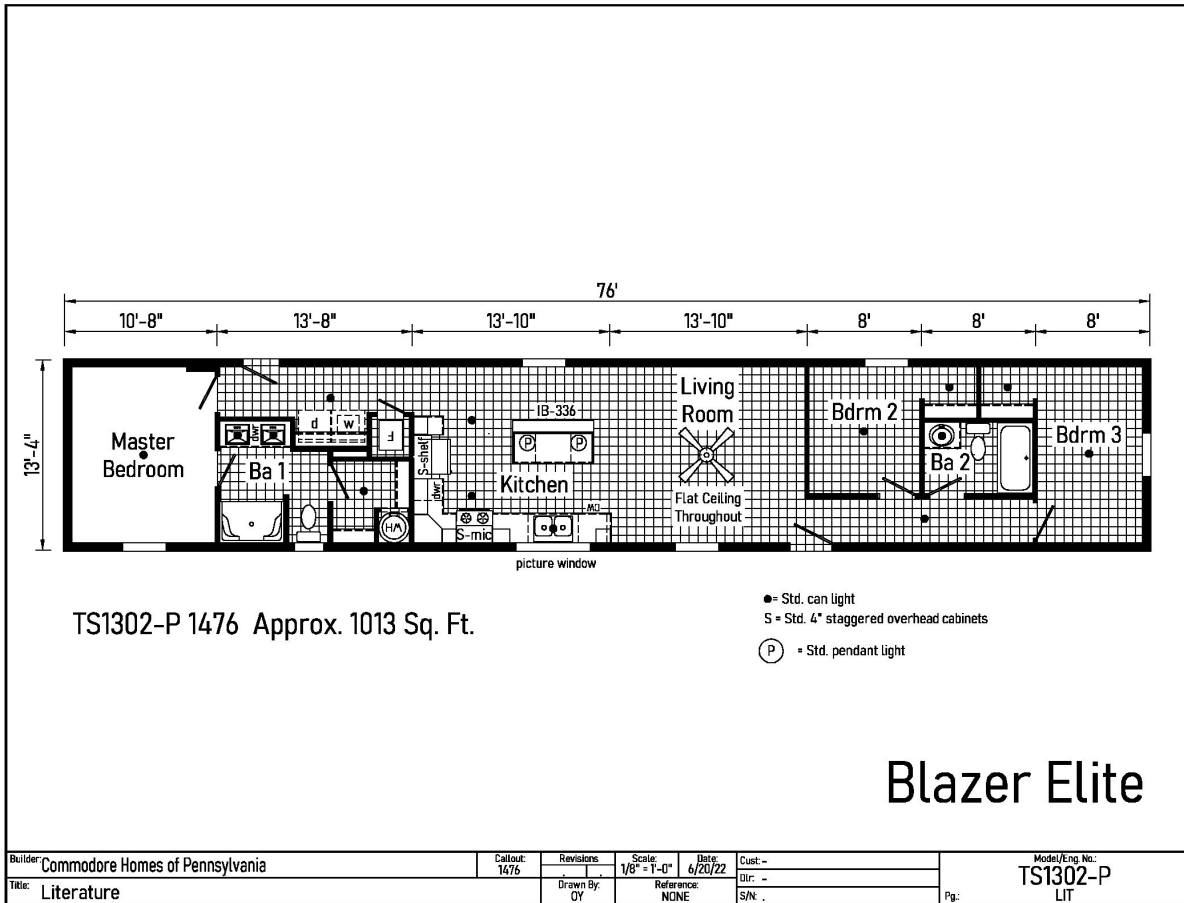 76'
10'-8" 13'-8" 13'-10" 13'-10" 8' 8' 8'
13'-4"
Master
Bedroom
Ba 1
dwr
d
w
F
WH
S-shelf
dwr
S-mic
IB-336
P P
Kitchen
DW
picture window
Living
Room
Flat Ceiling
Throughout
Bdrm 2
Ba 2
Bdrm 3
TS1302-P 1476 Approx. 1013 Sq. Ft.
●= Std. can light
S = Std. 4" staggered overhead cabinets
P = Std. pendant light
Blazer Elite
Builder: Commodore Homes of Pennsylvania
Title: Literature
Callout:
1476
Revisions
Drawn By:
OY
Scale:
1/8" = 1'-0"
Date:
6/20/22
Reference:
NONE
Cust: -
Dlr: -
S/N: .
Model/Eng. No.:
TS1302-P
Pg.: LIT